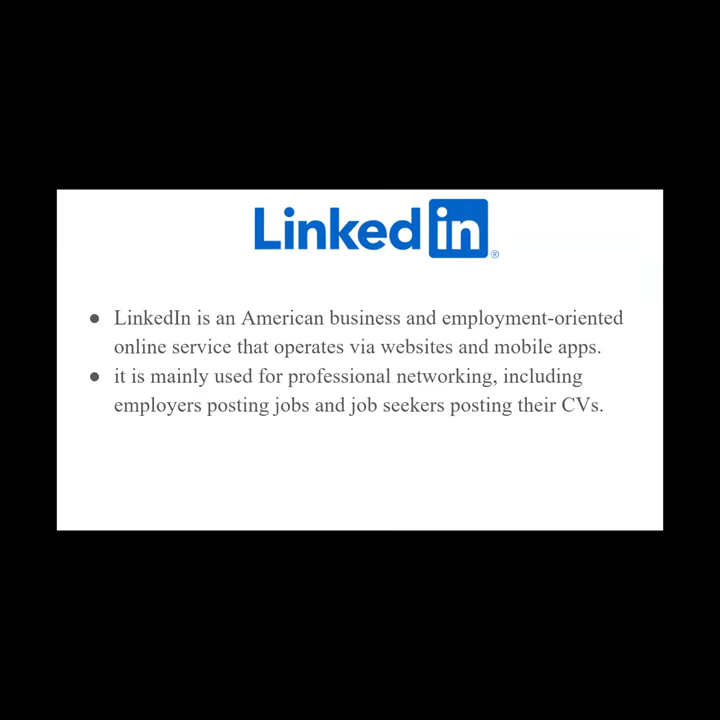 Linkedin®
● LinkedIn is an American business and employment-oriented
online service that operates via websites and mobile apps.
● it is mainly used for professional networking, including
employers posting jobs and job seekers posting their CVs.